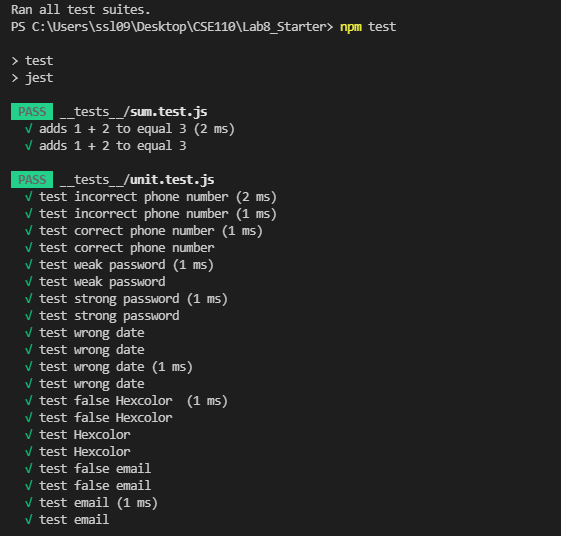 Ran all test suites.
PS C:\Users\ssl09\Desktop\CSE110\Lab8_Starter> npm test
> test
> jest
PASS __tests__/sum.test.js
√ adds 1 + 2 to equal 3 (2 ms)
√ adds 1 + 2 to equal 3
PASS __tests__/unit.test.js
√ test incorrect phone number (2 ms)
√ test incorrect phone number (1 ms)
√ test correct phone number (1 ms)
√ test correct phone number
√ test weak password (1 ms)
√ test weak password
√ test strong password (1 ms)
√ test strong password
√ test wrong date
√ test wrong date
√ test wrong date (1 ms)
√ test wrong date
√ test false Hexcolor  (1 ms)
√ test false Hexcolor
√ test Hexcolor
√ test Hexcolor
√ test false email
√ test false email
√ test email (1 ms)
√ test email